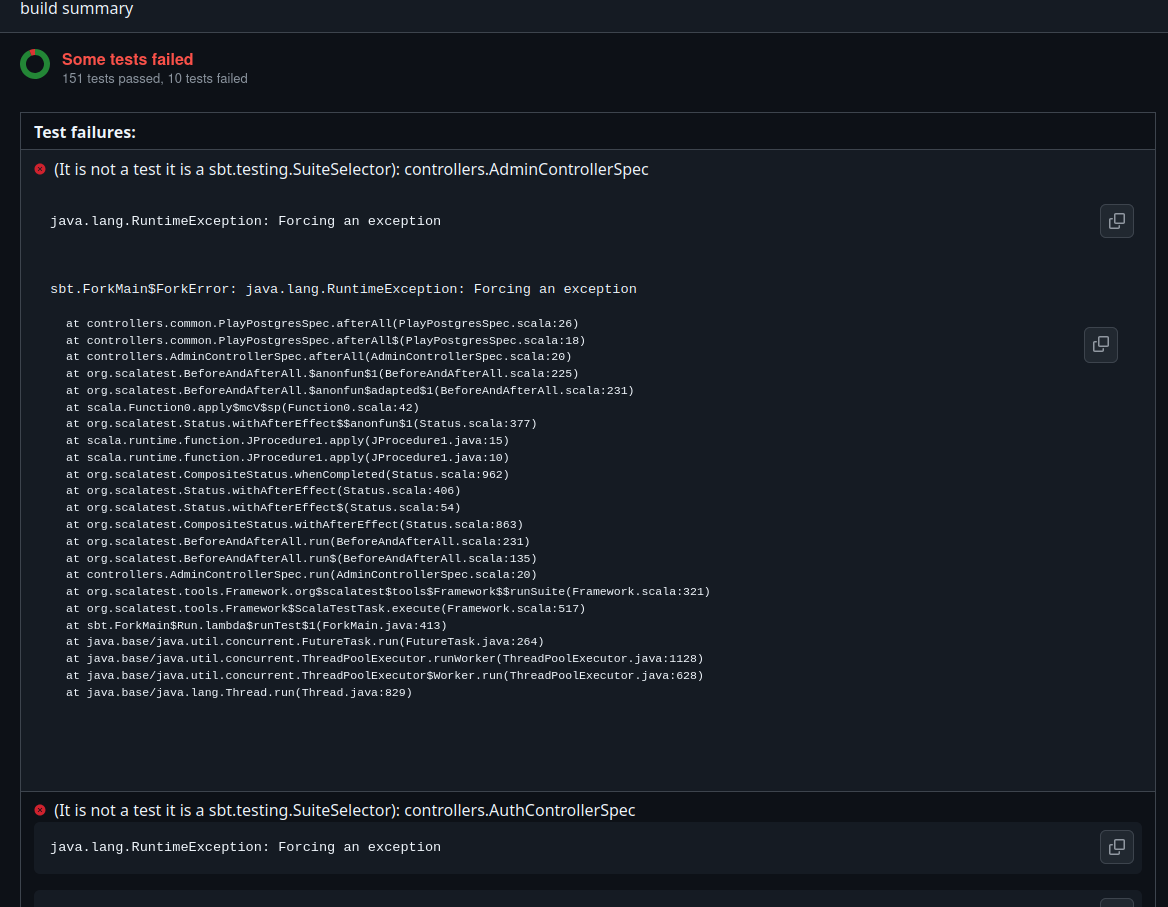 build summary
Some tests failed
151 tests passed, 10 tests failed
Test failures:
(It is not a test it is a sbt.testing.SuiteSelector): controllers.AdminControllerSpec
java.lang.RuntimeException: Forcing an exception
sbt.ForkMain$ForkError: java.lang.RuntimeException: Forcing an exception
at controllers.common.PlayPostgresSpec.afterAll(PlayPostgresSpec.scala:26)
at controllers.common.PlayPostgresSpec.afterAll$(PlayPostgresSpec.scala:18)
at controllers.AdminControllerSpec.afterAll(AdminControllerSpec.scala:20)
at org.scalatest.BeforeAndAfterAll.$anonfun$1(BeforeAndAfterAll.scala:225)
at org.scalatest.BeforeAndAfterAll.$anonfun$adapted$1(BeforeAndAfterAll.scala:231)
at scala.Function0.apply$mcV$sp(Function0.scala:42)
at org.scalatest.Status.withAfterEffect$$anonfun$1(Status.scala:377)
at scala.runtime.function.JProcedure1.apply(JProcedure1.java:15)
at scala.runtime.function.JProcedure1.apply(JProcedure1.java:10)
at org.scalatest.CompositeStatus.whenCompleted(Status.scala:962)
at org.scalatest.Status.withAfterEffect(Status.scala:406)
at org.scalatest.Status.withAfterEffect$(Status.scala:54)
at org.scalatest.CompositeStatus.withAfterEffect(Status.scala:863)
at org.scalatest.BeforeAndAfterAll.run(BeforeAndAfterAll.scala:231)
at org.scalatest.BeforeAndAfterAll.run$(BeforeAndAfterAll.scala:135)
at controllers.AdminControllerSpec.run(AdminControllerSpec.scala:20)
at org.scalatest.tools.Framework.org$scalatest$tools$Framework$$runSuite(Framework.scala:321)
at org.scalatest.tools.Framework$ScalaTestTask.execute(Framework.scala:517)
at sbt.ForkMain$Run.lambda$runTest$1(ForkMain.java:413)
at java.base/java.util.concurrent.FutureTask.run(FutureTask.java:264)
at java.base/java.util.concurrent.ThreadPoolExecutor.runWorker(ThreadPoolExecutor.java:1128)
at java.base/java.util.concurrent.ThreadPoolExecutor$Worker.run(ThreadPoolExecutor.java:628)
at java.base/java.lang.Thread.run(Thread.java:829)
(It is not a test it is a sbt.testing.SuiteSelector): controllers.AuthControllerSpec
java.lang.RuntimeException: Forcing an exception